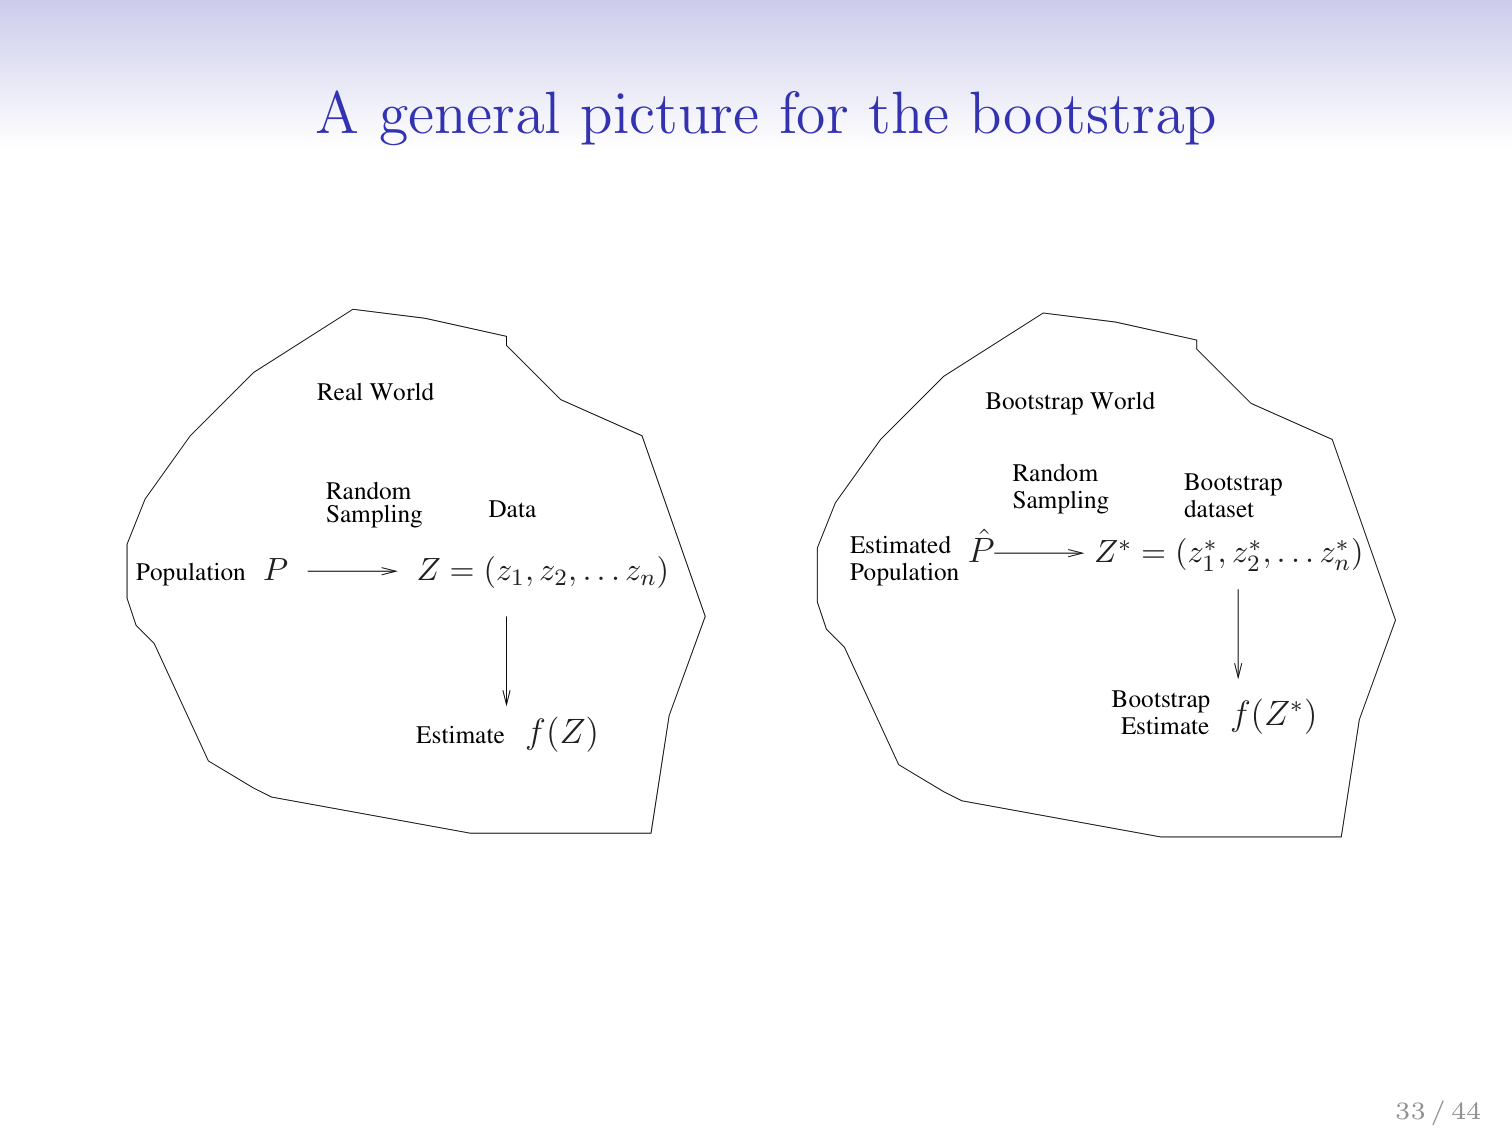 A general picture for the bootstrap
Real World
Random
Sampling
Data
Population P
Z = (z₁, z₂, . . . zₙ)
Estimate f(Z)
Bootstrap World
Random
Sampling
Bootstrap
dataset
Estimated
Population
P̂
Z* = (z₁*, z₂*, . . . zₙ*)
Bootstrap
Estimate
f(Z*)
33 / 44